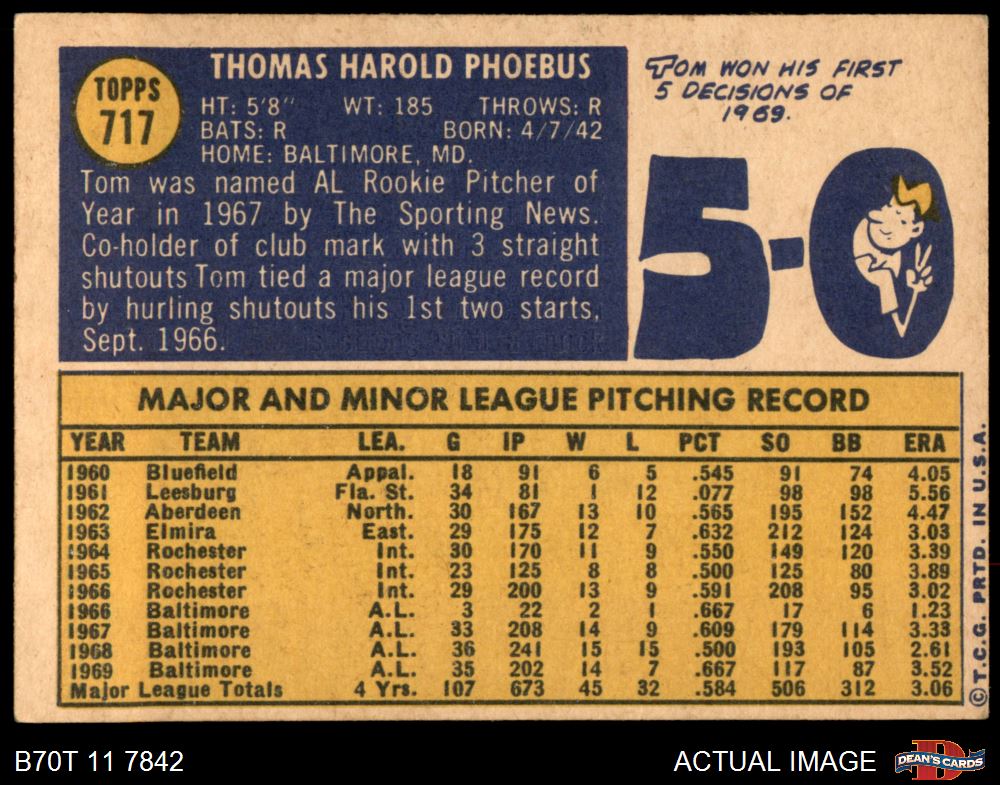 TOPPS
717
THOMAS HAROLD PHOEBUS
HT: 5'8" WT: 185 THROWS: R
BATS: R BORN: 4/7/42
HOME: BALTIMORE, MD.
Tom was named AL Rookie Pitcher of
Year in 1967 by The Sporting News.
Co-holder of club mark with 3 straight
shutouts Tom tied a major league record
by hurling shutouts his 1st two starts,
Sept. 1966.
TOM WON HIS FIRST
5 DECISIONS OF
1969.
5-0
MAJOR AND MINOR LEAGUE PITCHING RECORD
YEAR TEAM LEA. G IP W L PCT SO BB ERA
1960 Bluefield Appal. 18 91 6 5 .545 91 74 4.05
1961 Leesburg Fla. St. 34 81 1 12 .077 98 98 5.56
1962 Aberdeen North. 30 167 13 10 .565 195 152 4.47
1963 Elmira East. 29 175 12 7 .632 212 124 3.03
1964 Rochester Int. 30 170 11 9 .550 149 120 3.39
1965 Rochester Int. 23 125 8 8 .500 125 80 3.89
1966 Rochester Int. 29 200 13 9 .591 208 95 3.02
1966 Baltimore A.L. 3 22 2 1 .667 17 6 1.23
1967 Baltimore A.L. 33 208 14 9 .609 179 114 3.33
1968 Baltimore A.L. 36 241 15 15 .500 193 105 2.61
1969 Baltimore A.L. 35 202 14 7 .667 117 87 3.52
Major League Totals 4 Yrs. 107 673 45 32 .584 506 312 3.06
© T.C.G. PRTD. IN U.S.A.
B70T 11 7842
ACTUAL IMAGE
D
DEAN'S CARDS